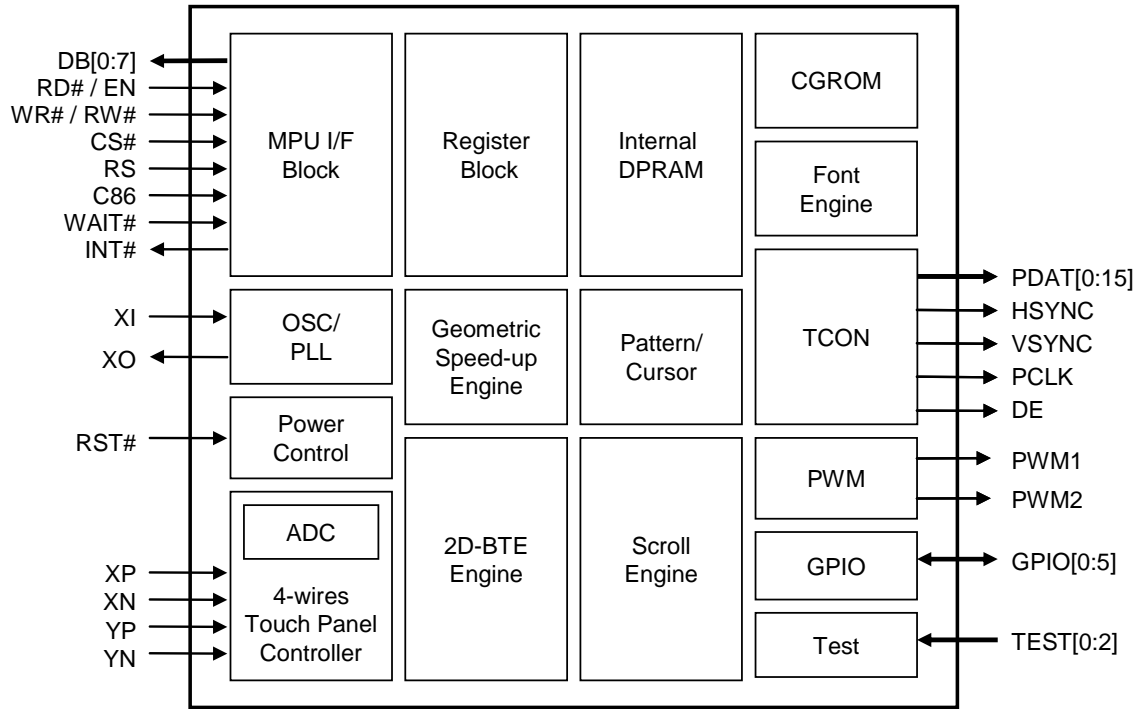 DB[0:7]
RD# / EN
WR# / RW#
CS#
RS
C86
WAIT#
INT#
XI
XO
RST#
XP
XN
YP
YN
MPU I/F
Block
Register
Block
Internal
DPRAM
CGROM
Font
Engine
OSC/
PLL
Geometric
Speed-up
Engine
Pattern/
Cursor
TCON
Power
Control
ADC
4-wires
Touch Panel
Controller
2D-BTE
Engine
Scroll
Engine
PWM
GPIO
Test
PDAT[0:15]
HSYNC
VSYNC
PCLK
DE
PWM1
PWM2
GPIO[0:5]
TEST[0:2]